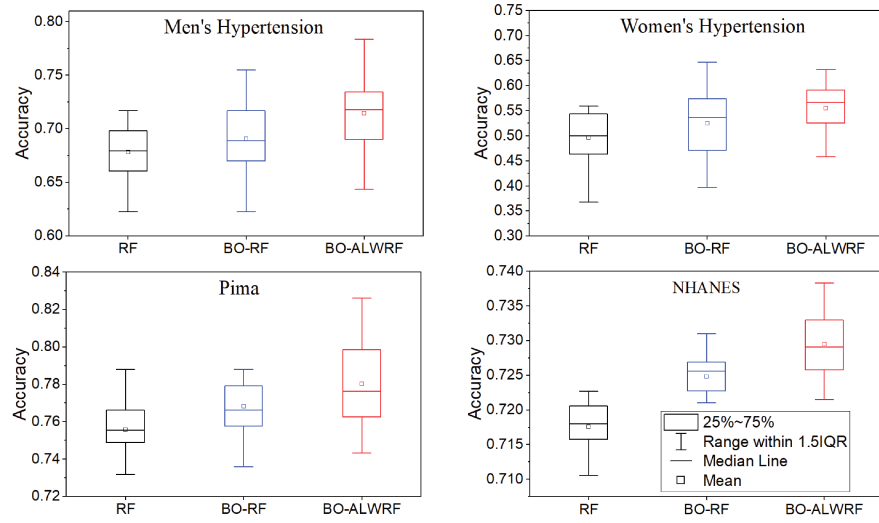 Men's Hypertension
Accuracy
0.80
0.75
0.70
0.65
0.60
RF
BO-RF
BO-ALWRF
Women's Hypertension
Accuracy
0.75
0.70
0.65
0.60
0.55
0.50
0.45
0.40
0.35
0.30
RF
BO-RF
BO-ALWRF
Pima
Accuracy
0.84
0.82
0.80
0.78
0.76
0.74
0.72
RF
BO-RF
BO-ALWRF
NHANES
Accuracy
0.740
0.735
0.730
0.725
0.720
0.715
0.710
25%~75%
Range within 1.5IQR
Median Line
Mean
RF
BO-RF
BO-ALWRF